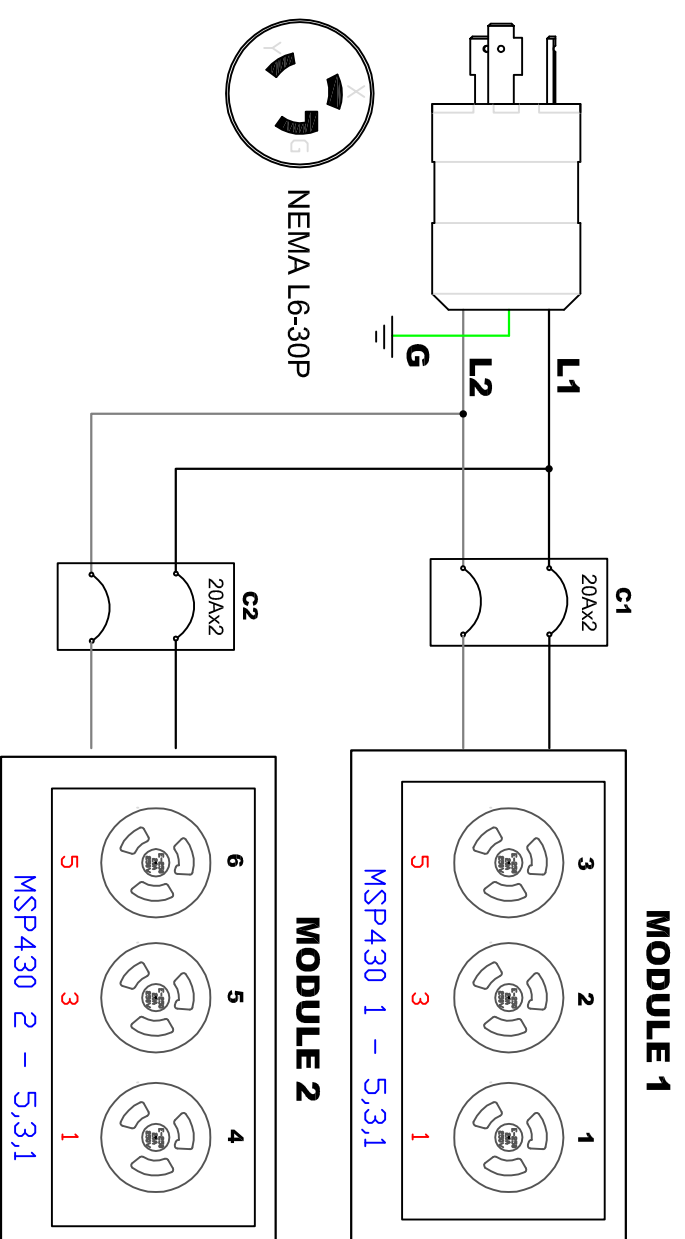 Y
X
G
NEMA L6-30P
G
L2
L1
C1
20Ax2
C2
20Ax2
MODULE 1
3
2
1
5
3
1
MSP430 1 - 5,3,1
MODULE 2
6
5
4
5
3
1
MSP430 2 - 5,3,1